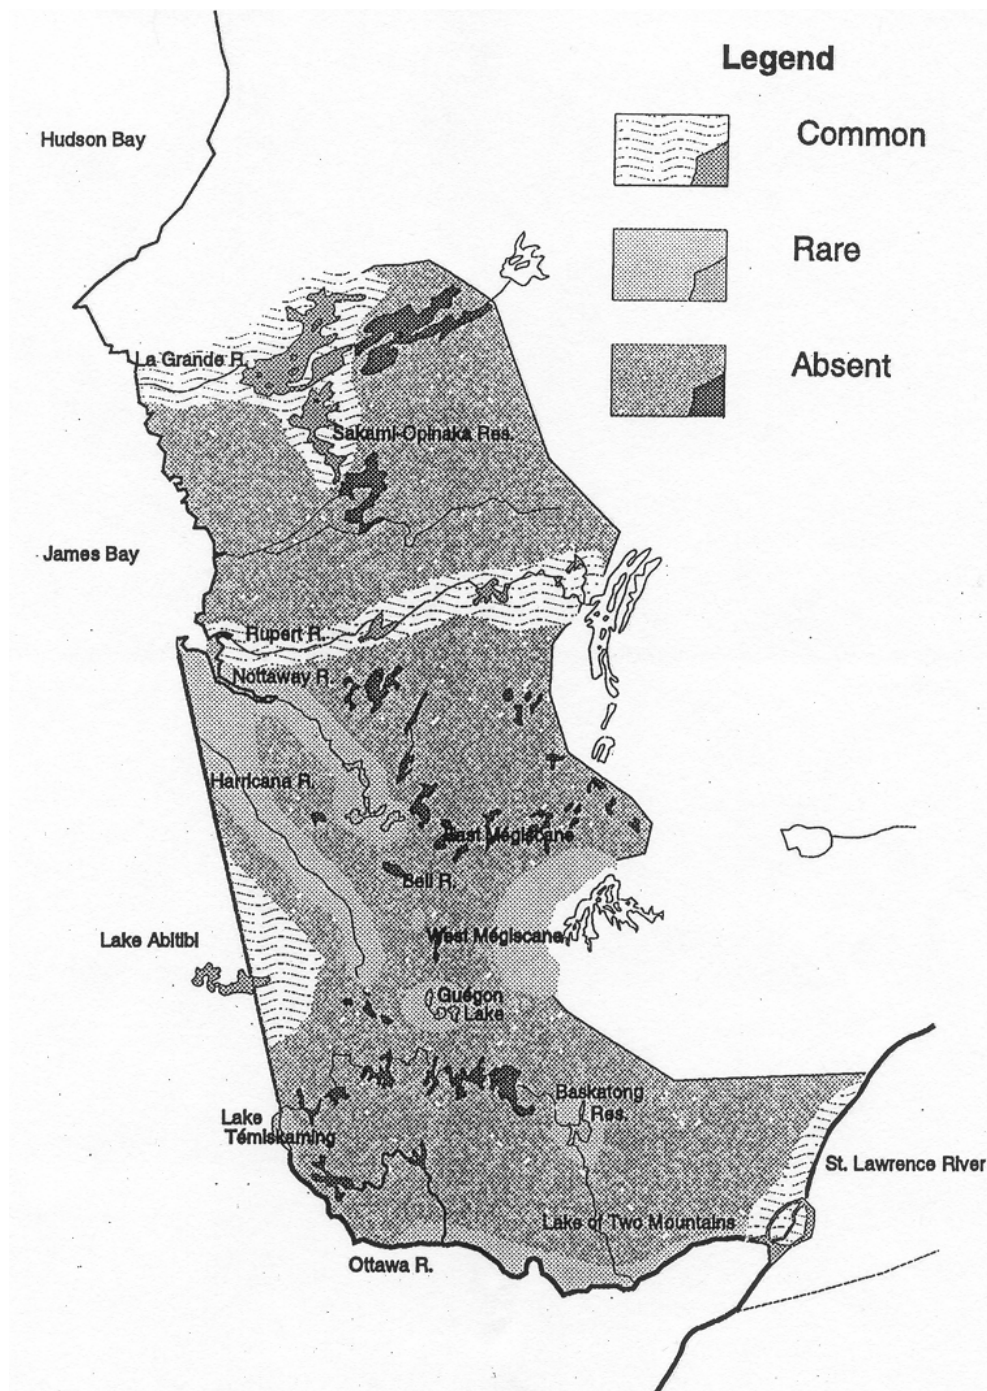 Legend
Common
Rare
Absent
Hudson Bay
La Grande R.
Sakami-Opinaka Res.
James Bay
Rupert R.
Nottaway R.
Harricana R.
East Mégiscane
Bell R.
West Mégiscane
Lake Abitibi
Guégon
Lake
Baskatong
Res.
Lake
Témiskaming
St. Lawrence River
Lake of Two Mountains
Ottawa R.